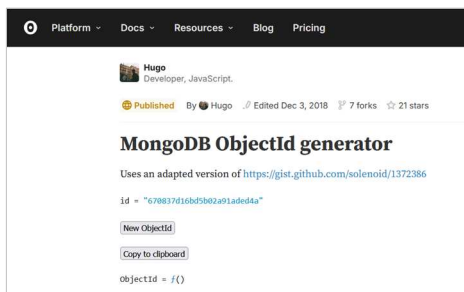 Platform Docs Resources Blog Pricing
Hugo
Developer, JavaScript.
Published By Hugo Edited Dec 3, 2018 7 forks 21 stars
MongoDB ObjectId generator
Uses an adapted version of https://gist.github.com/solenoid/1372386
id = "670837d16bd5b02a91aded4a"
New ObjectId
Copy to clipboard
ObjectId = ƒ()